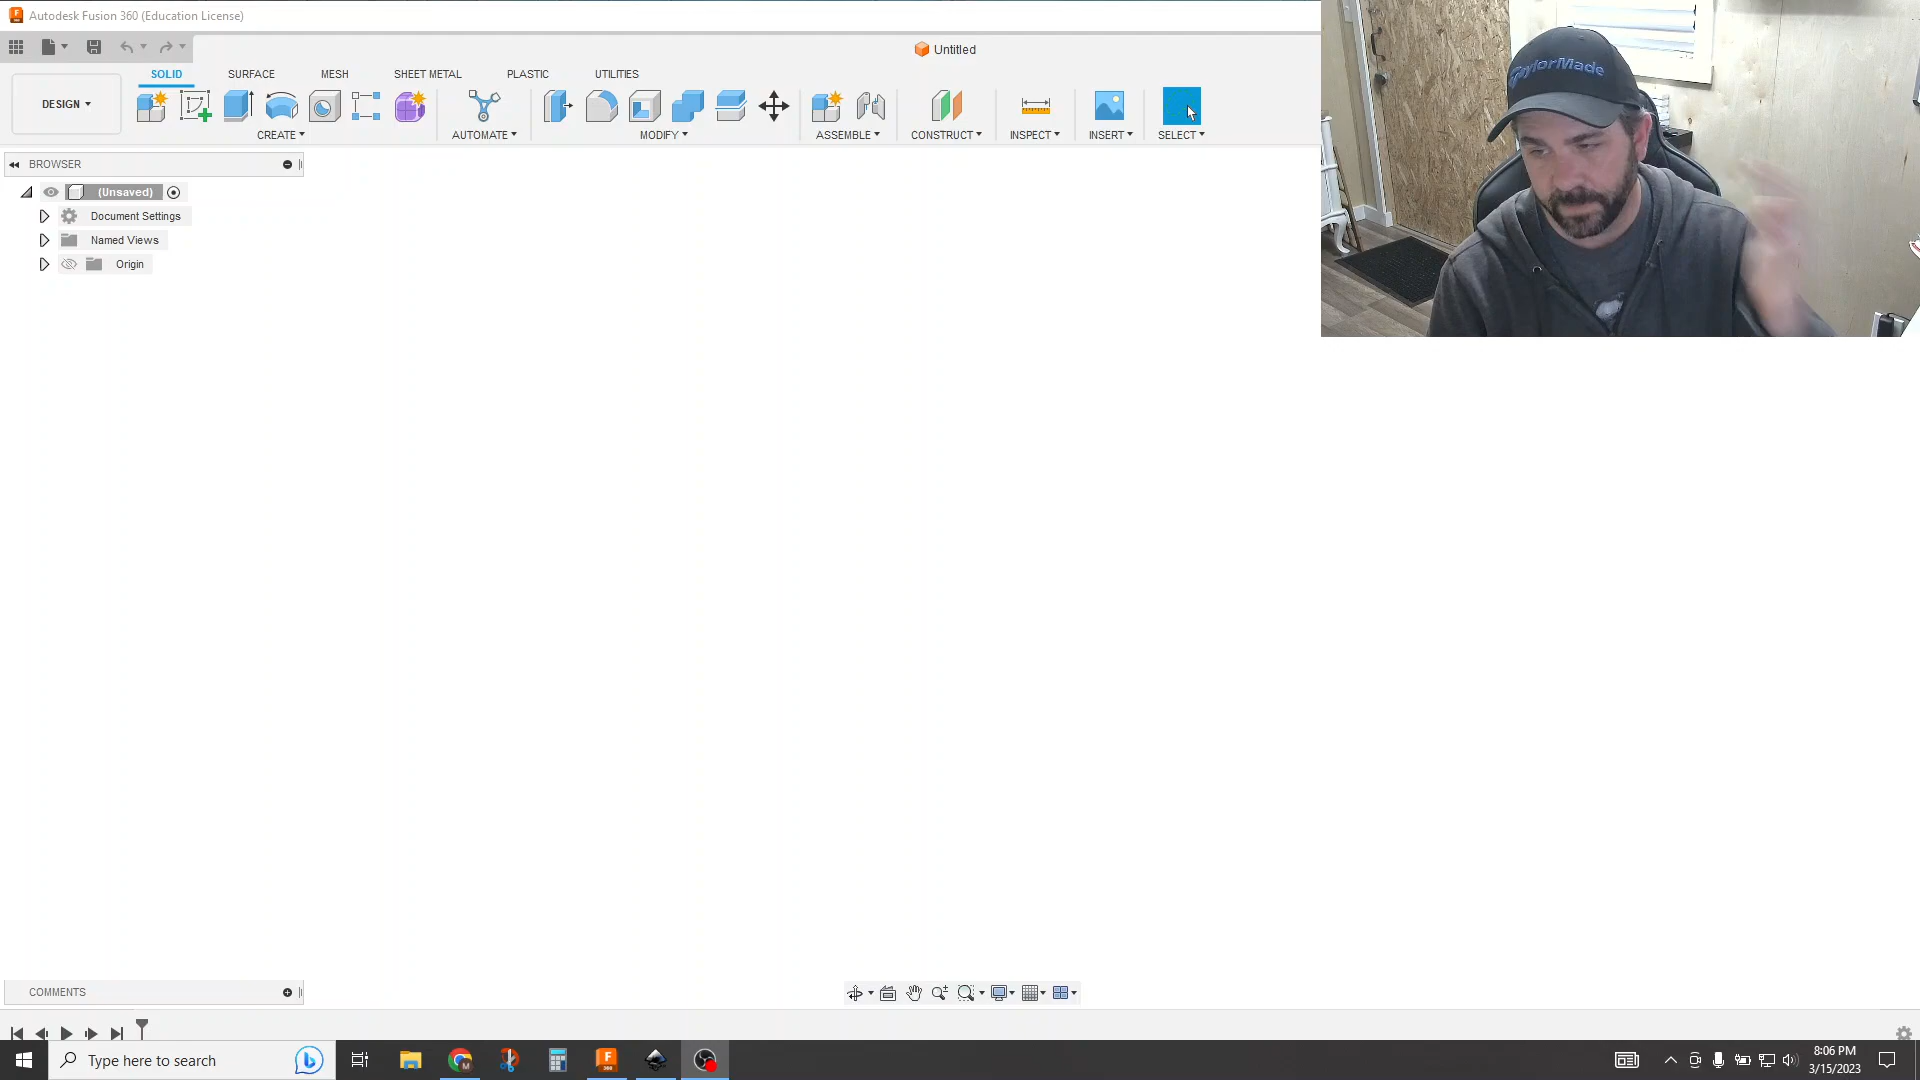 Autodesk Fusion 360 (Education License)
Untitled
SOLID SURFACE MESH SHEET METAL PLASTIC UTILITIES
DESIGN
CREATE AUTOMATE MODIFY ASSEMBLE CONSTRUCT INSPECT INSERT SELECT
BROWSER
(Unsaved)
Document Settings
Named Views
Origin
TaylorMade
COMMENTS
Type here to search
8:06 PM
3/15/2023